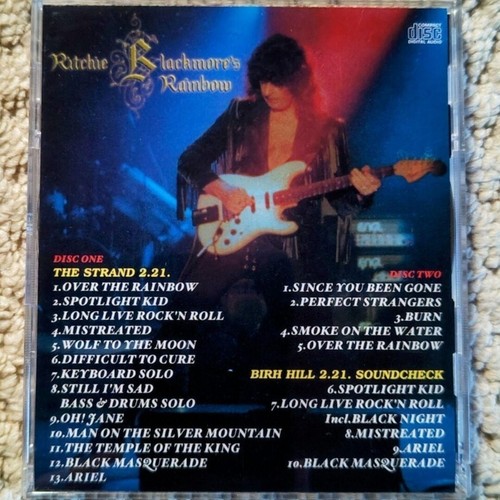 Ritchie Blackmore's
Rainbow
COMPACT
disc
DIGITAL AUDIO
DISC ONE
THE STRAND 2.21.
1.OVER THE RAINBOW
2.SPOTLIGHT KID
3.LONG LIVE ROCK'N ROLL
4.MISTREATED
5.WOLF TO YHE MOON
6.DIFFICULT TO CURE
7.KEYBOARD SOLO
8.STILL I'M SAD
BASS & DRUMS SOLO
9.OH! JANE
10.MAN ON THE SILVER MOUNTAIN
11.THE TEMPLE OF THE KING
12.BLACK MASQUERADE
13.ARIEL
DISC TWO
1.SINCE YOU BEEN GONE
2.PERFECT STRANGERS
3.BURN
4.SMOKE ON THE WATER
5.OVER THE RAINBOW
BIRH HILL 2.21. SOUNDCHECK
6.SPOTLIGHT KID
7.LONG LIVE ROCK'N ROLL
Incl.BLACK NIGHT
8.MISTREATED
9.ARIEL
10.BLACK MASQUERADE